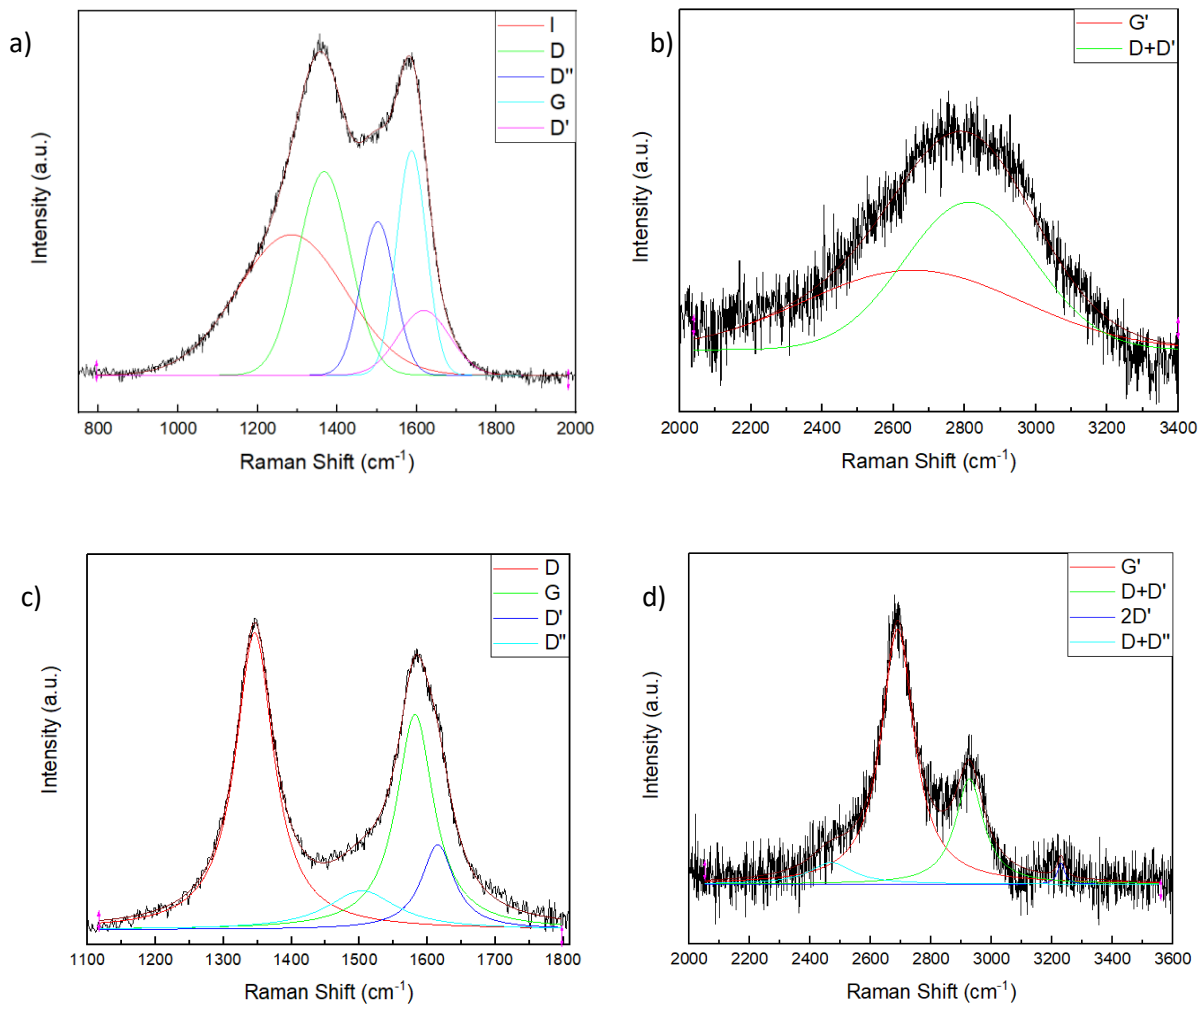 a)
I
D
D"
G
D'
Intensity (a.u.)
800 1000 1200 1400 1600 1800 2000
Raman Shift (cm⁻¹)
b)
G'
D+D'
Intensity (a.u.)
2000 2200 2400 2600 2800 3000 3200 3400
Raman Shift (cm⁻¹)
c)
D
G
D'
D"
Intensity (a.u.)
1100 1200 1300 1400 1500 1600 1700 1800
Raman Shift (cm⁻¹)
d)
G'
D+D'
2D'
D+D"
Intensity (a.u.)
2000 2200 2400 2600 2800 3000 3200 3400 3600
Raman Shift (cm⁻¹)